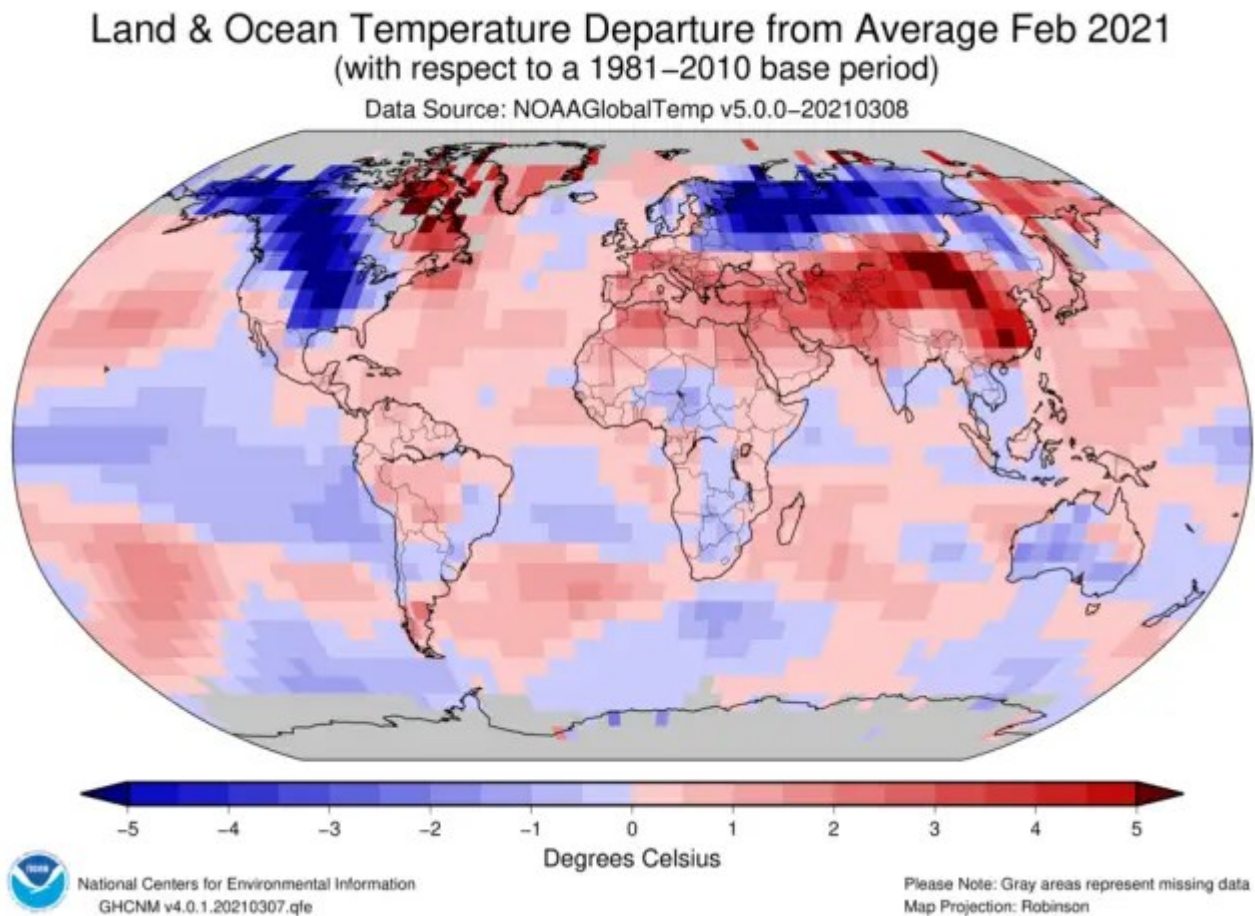 Land & Ocean Temperature Departure from Average Feb 2021
(with respect to a 1981–2010 base period)
Data Source: NOAAGlobalTemp v5.0.0–20210308
–5 –4 –3 –2 –1 0 1 2 3 4 5
Degrees Celsius
noaa
National Centers for Environmental Information
GHCNM v4.0.1.20210307.qfe
Please Note: Gray areas represent missing data
Map Projection: Robinson